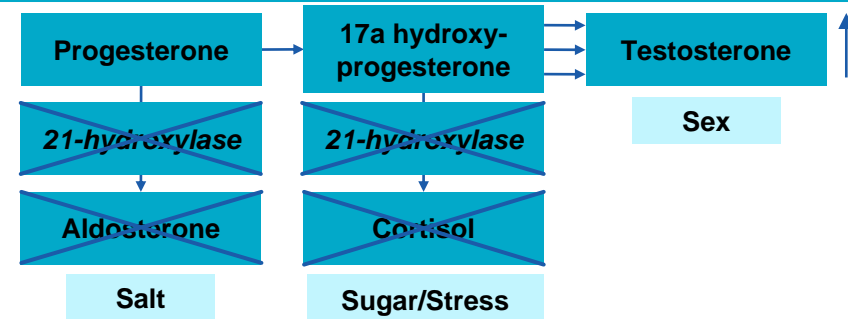 Progesterone
17a hydroxy-
progesterone
Testosterone
Sex
21-hydroxylase
21-hydroxylase
Aldosterone
Cortisol
Salt
Sugar/Stress